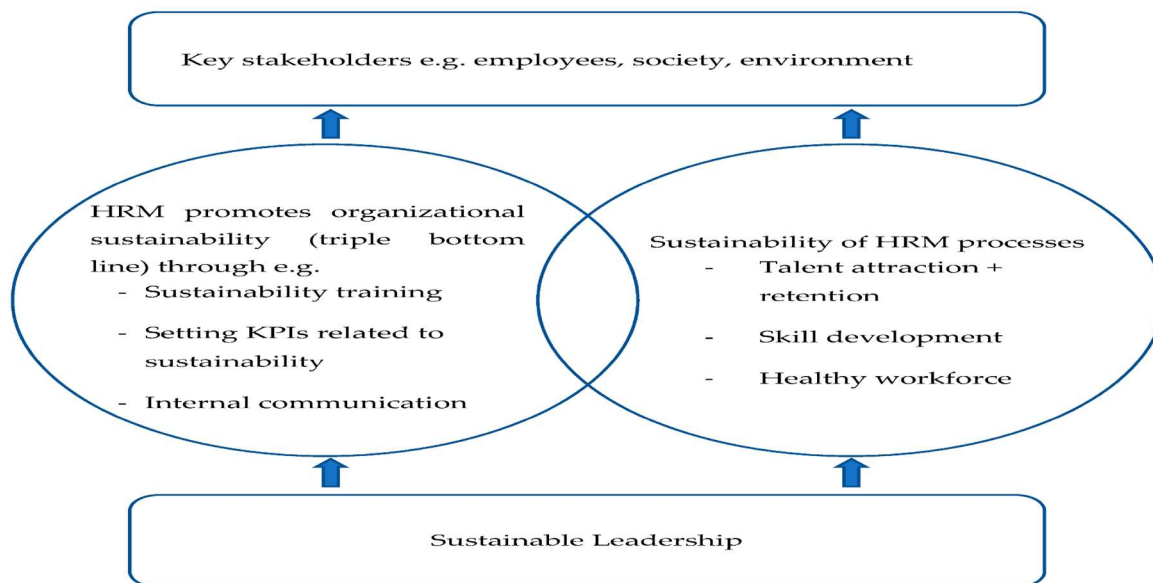 Key stakeholders e.g. employees, society, environment
HRM promotes organizational
sustainability (triple bottom
line) through e.g.
- Sustainability training
- Setting KPIs related to
sustainability
- Internal communication
Sustainability of HRM processes
- Talent attraction +
retention
- Skill development
- Healthy workforce
Sustainable Leadership